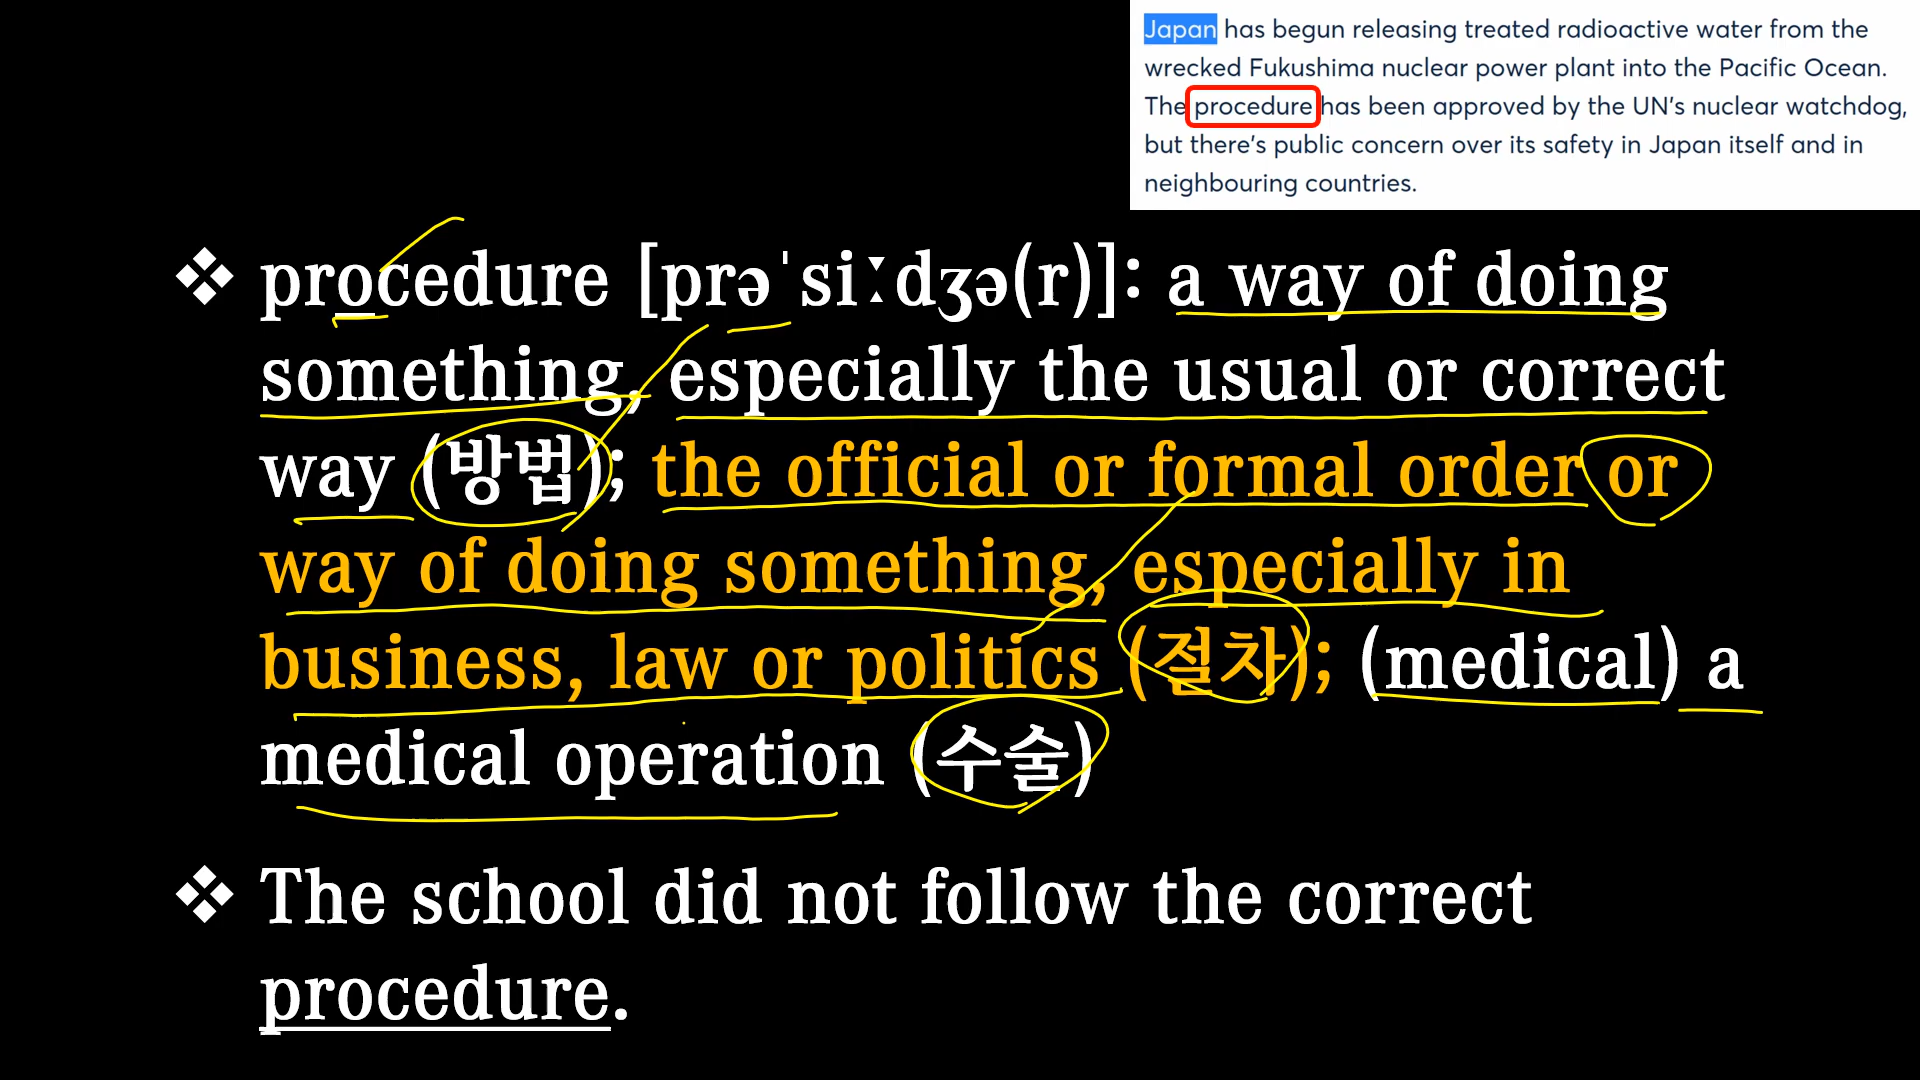 Japan has begun releasing treated radioactive water from the
wrecked Fukushima nuclear power plant into the Pacific Ocean.
The procedure has been approved by the UN's nuclear watchdog,
but there's public concern over its safety in Japan itself and in
neighbouring countries.
❖ procedure [prəˈsiːdʒə(r)]: a way of doing
something, especially the usual or correct
way (방법); the official or formal order or
way of doing something, especially in
business, law or politics (절차); (medical) a
medical operation (수술)
❖ The school did not follow the correct
procedure.